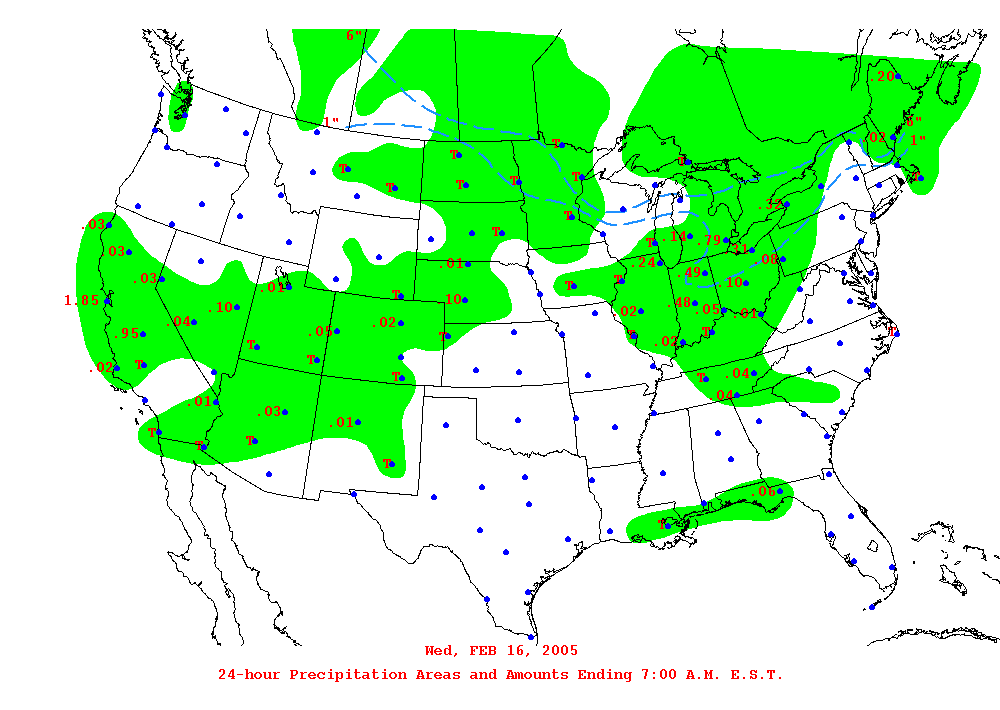 6"
1"
.20
6"
.02
1"
T
T
T
T
T
T
T
T
T
.32
T
.03
T
.14
.79
.03
T
.31
.08
.01
.24
.03
.49
.01
T
T
.10
T
1.85
.10
.10
.48
.05
.01
.02
.04
.02
.95
.05
T
T
T
T
.02
T
T
.02
T
T
T
.04
.04
.01
.03
.01
T
T
T
T
.06
T
Wed, FEB 16, 2005
24-hour Precipitation Areas and Amounts Ending 7:00 A.M. E.S.T.